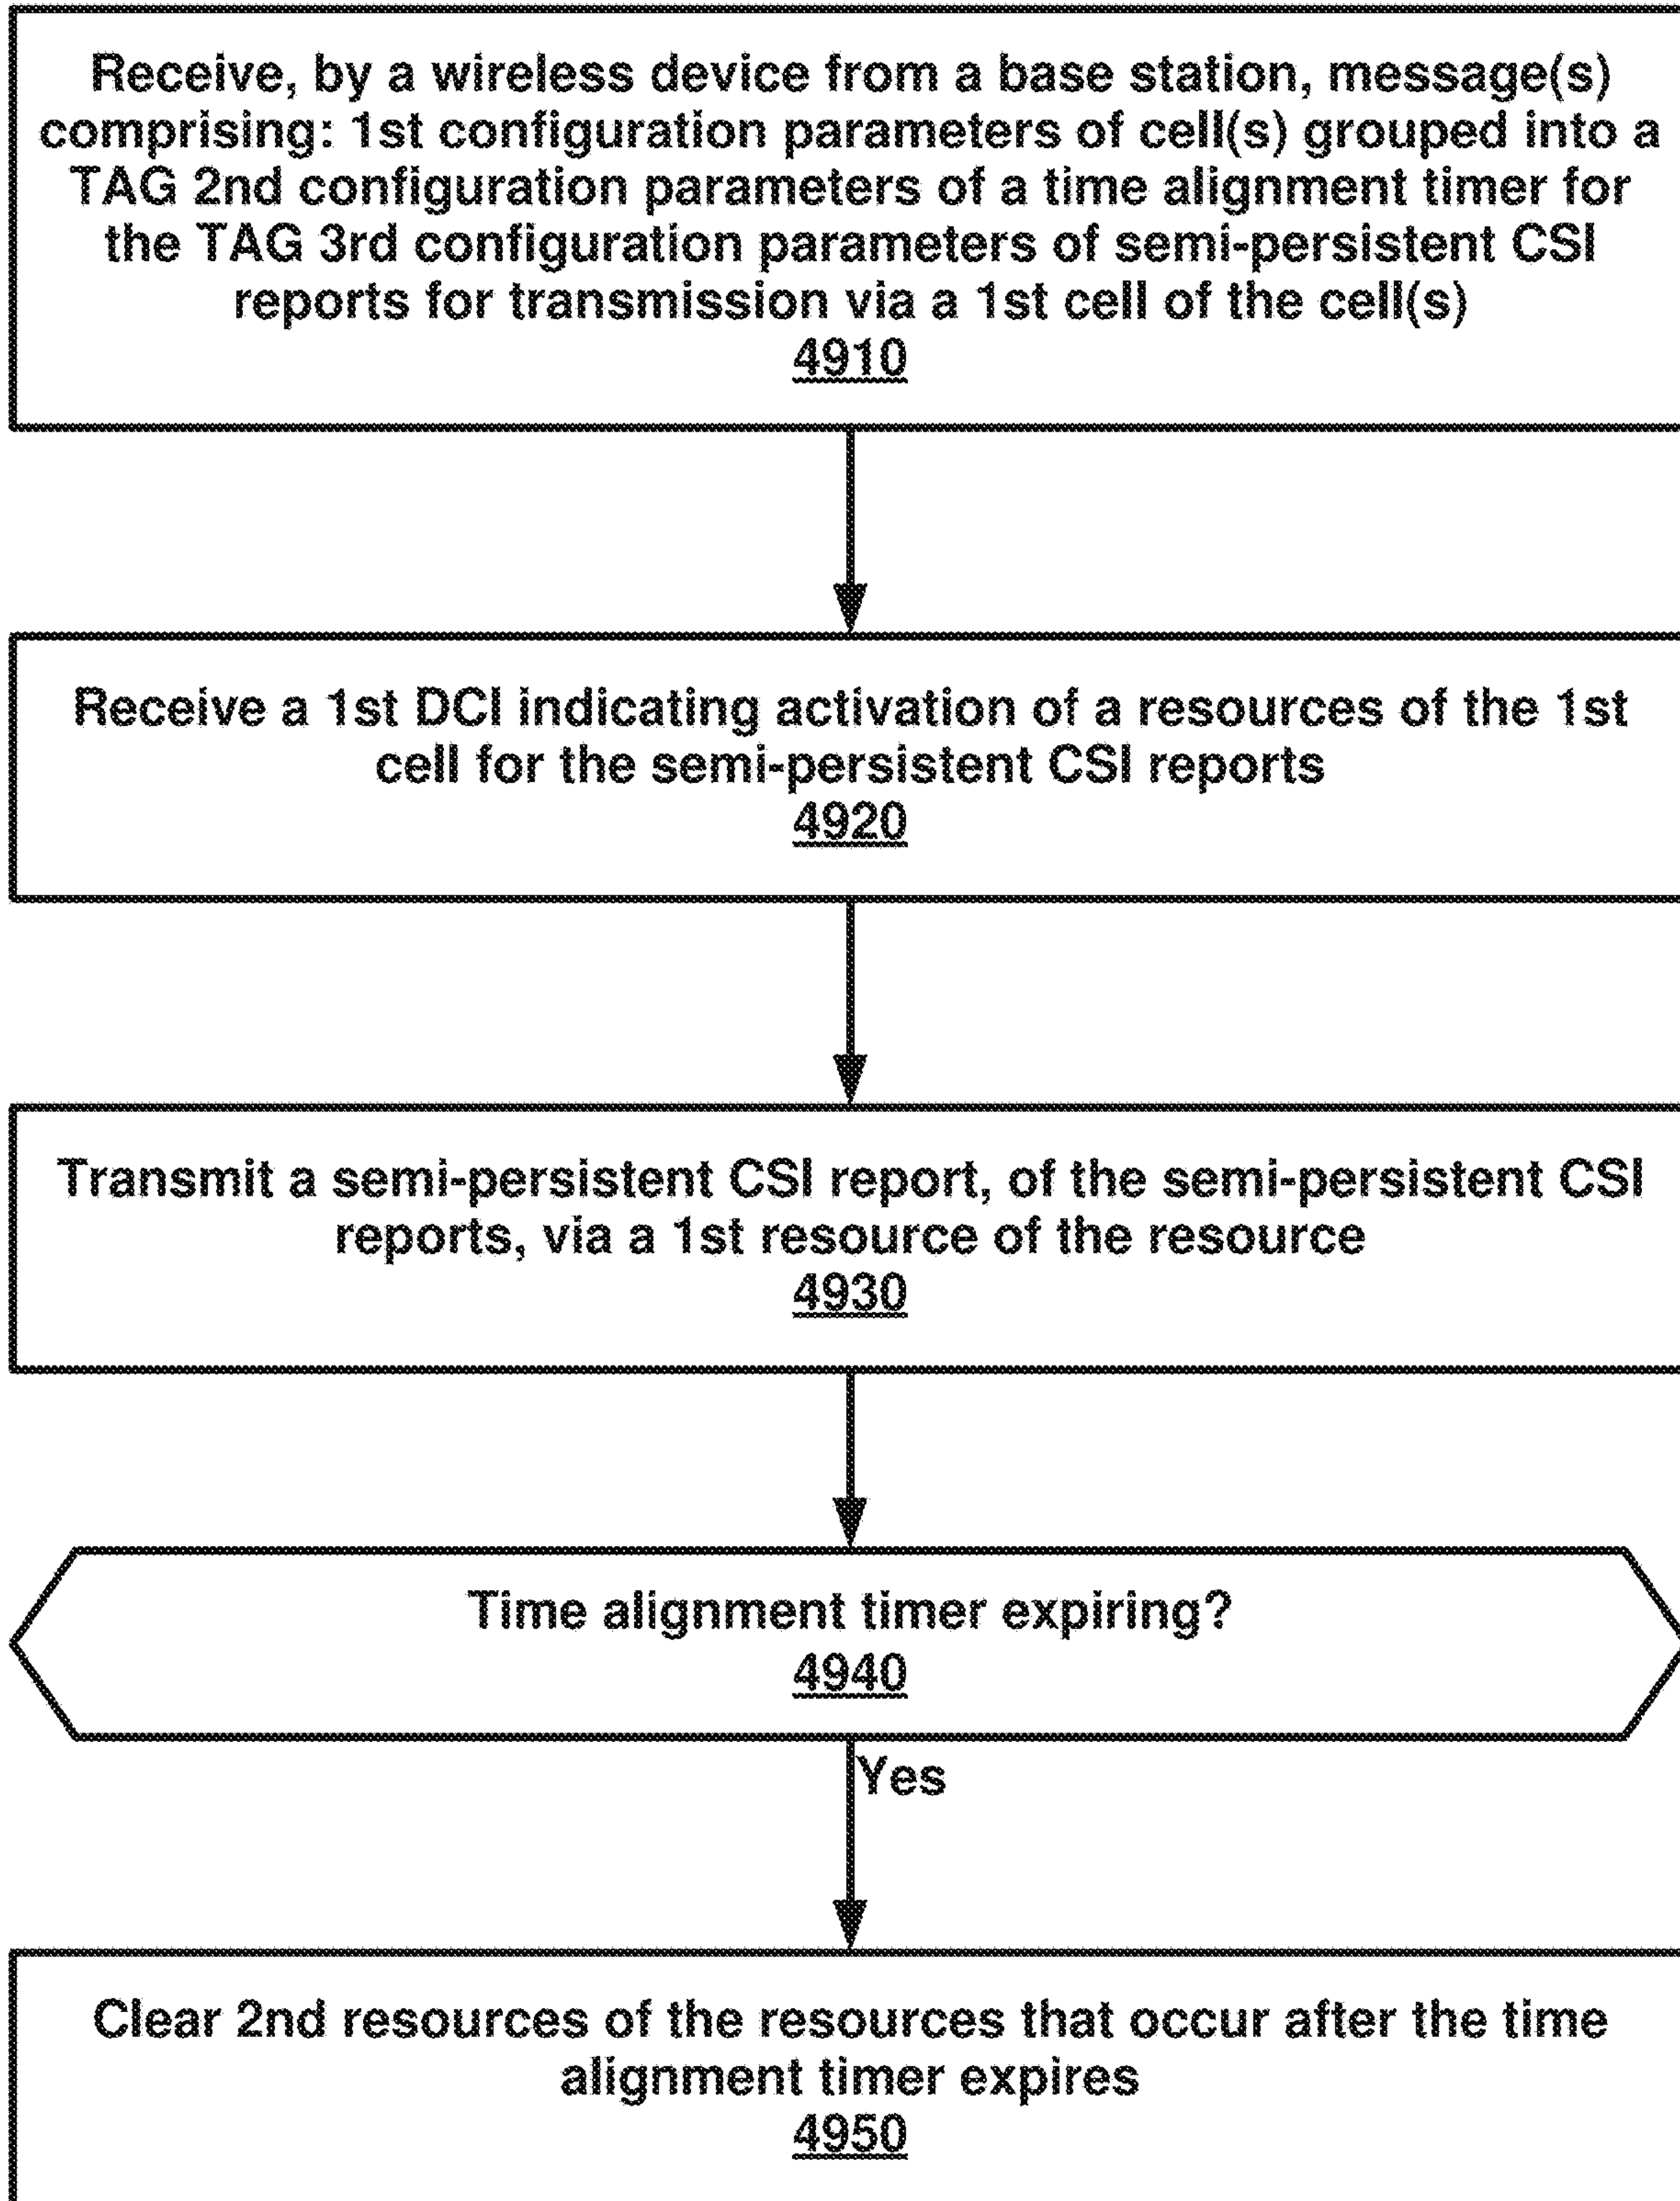 Receive, by a wireless device from a base station, message(s)
comprising: 1st configuration parameters of cell(s) grouped into a
TAG 2nd configuration parameters of a time alignment timer for
the TAG 3rd configuration parameters of semi-persistent CSI
reports for transmission via a 1st cell of the cell(s)
4910
Receive a 1st DCI indicating activation of a resources of the 1st
cell for the semi-persistent CSI reports
4920
Transmit a semi-persistent CSI report, of the semi-persistent CSI
reports, via a 1st resource of the resource
4930
Time alignment timer expiring?
4940
Yes
Clear 2nd resources of the resources that occur after the time
alignment timer expires
4950